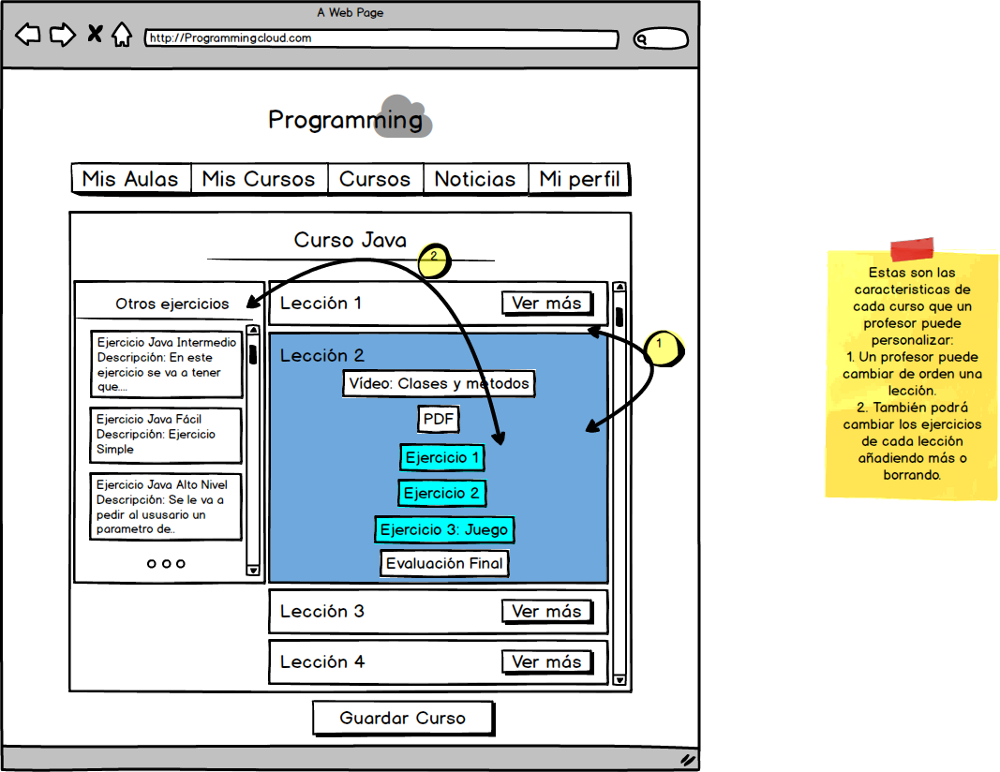 A Web Page
http://Programmingcloud.com
Programming
Mis Aulas
Mis Cursos
Cursos
Noticias
Mi perfil
Curso Java
2
Otros ejercicios
Ejercicio Java Intermedio
Descripción: En este
ejercicio se va a tener
que....
Ejercicio Java Fácil
Descripción: Ejercicio
Simple
Ejercicio Java Alto Nivel
Descripción: Se le va a
pedir al ususario un
parametro de..
Lección 1
Ver más
1
Lección 2
Vídeo: Clases y métodos
PDF
Ejercicio 1
Ejercicio 2
Ejercicio 3: Juego
Evaluación Final
Lección 3
Ver más
Lección 4
Ver más
Guardar Curso
Estas son las
caracteristicas de
cada curso que un
profesor puede
personalizar:
1. Un profesor puede
cambiar de orden una
lección.
2. También podrá
cambiar los ejercicios
de cada lección
añadiendo más o
borrando.